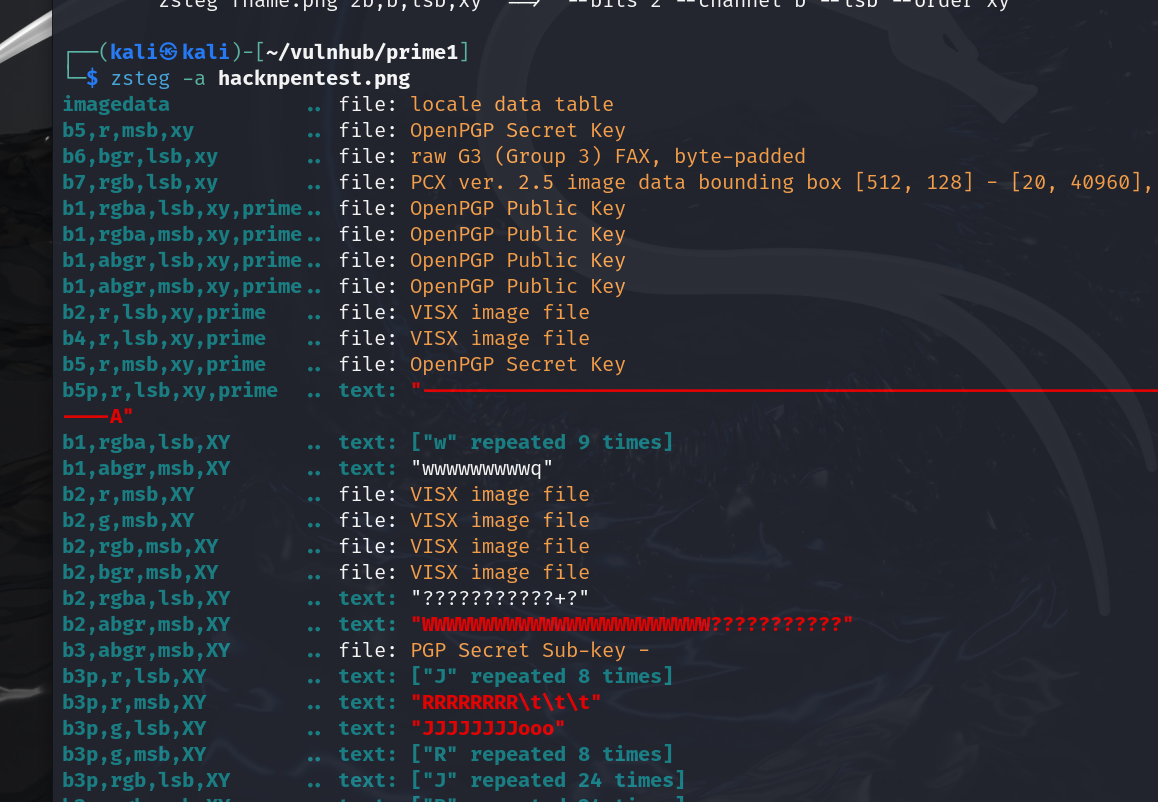 zsteg fname.png 2b,b,lsb,xy ==> --bits 2 --channel b --lsb --order xy
┌──(kali㉿kali)-[~/vulnhub/prime1]
└─$ zsteg -a hacknpentest.png
imagedata .. file: locale data table
b5,r,msb,xy .. file: OpenPGP Secret Key
b6,bgr,lsb,xy .. file: raw G3 (Group 3) FAX, byte-padded
b7,rgb,lsb,xy .. file: PCX ver. 2.5 image data bounding box [512, 128] - [20, 40960],
b1,rgba,lsb,xy,prime.. file: OpenPGP Public Key
b1,rgba,msb,xy,prime.. file: OpenPGP Public Key
b1,abgr,lsb,xy,prime.. file: OpenPGP Public Key
b1,abgr,msb,xy,prime.. file: OpenPGP Public Key
b2,r,lsb,xy,prime .. file: VISX image file
b4,r,lsb,xy,prime .. file: VISX image file
b5,r,msb,xy,prime .. file: OpenPGP Secret Key
b5p,r,lsb,xy,prime .. text: "
A"
b1,rgba,lsb,XY .. text: ["w" repeated 9 times]
b1,abgr,msb,XY .. text: "wwwwwwwwwq"
b2,r,msb,XY .. file: VISX image file
b2,g,msb,XY .. file: VISX image file
b2,rgb,msb,XY .. file: VISX image file
b2,bgr,msb,XY .. file: VISX image file
b2,rgba,lsb,XY .. text: "???????????+?"
b2,abgr,msb,XY .. text: "WWWWWWWWWWWWWWWWWWWWWWWW???????????"
b3,abgr,msb,XY .. file: PGP Secret Sub-key -
b3p,r,lsb,XY .. text: ["J" repeated 8 times]
b3p,r,msb,XY .. text: "RRRRRRRR\t\t\t"
b3p,g,lsb,XY .. text: "JJJJJJJJooo"
b3p,g,msb,XY .. text: ["R" repeated 8 times]
b3p,rgb,lsb,XY .. text: ["J" repeated 24 times]